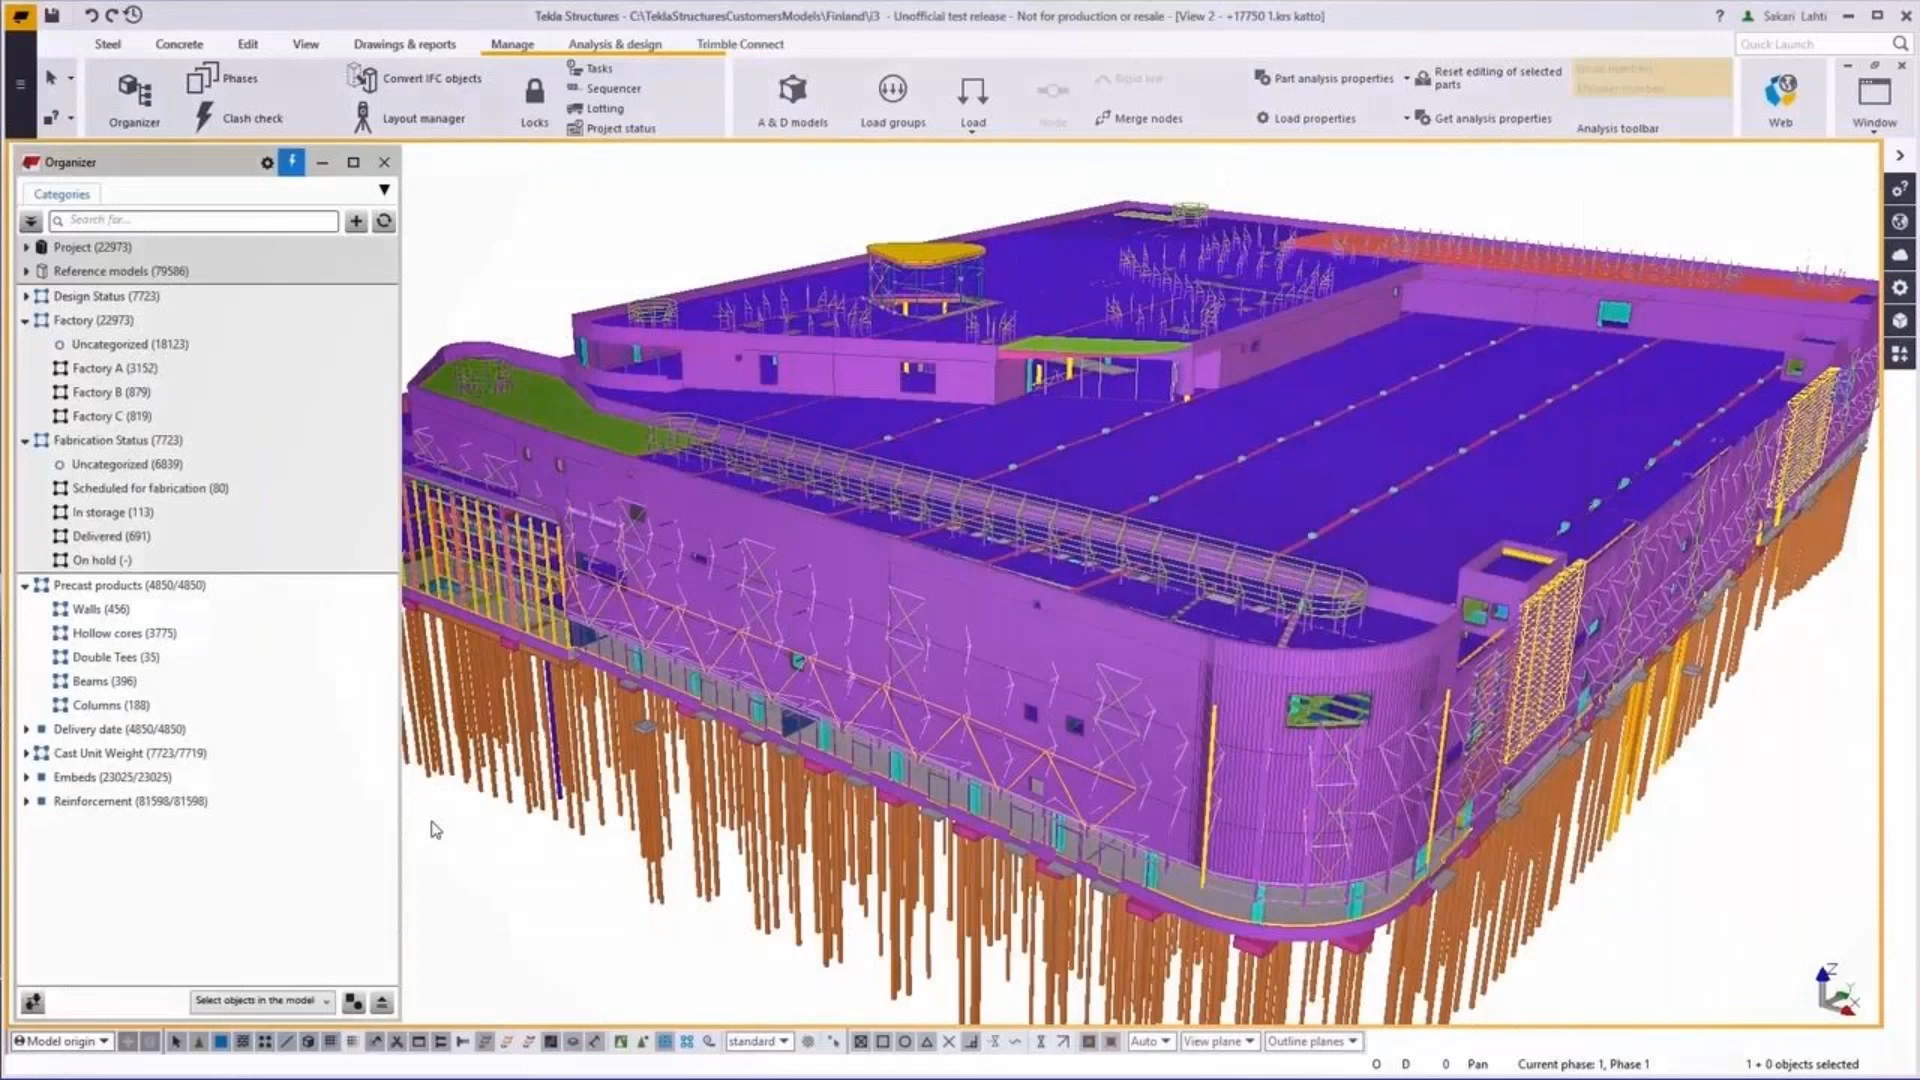 Tekla Structures - C:\TeklaStructuresCustomersModels\Finland\i3 - Unofficial test release - Not for production or resale - [View 2 - +17750 1.krs katto]
? Sakari Lahti
Steel Concrete Edit View Drawings & reports Manage Analysis & design Trimble Connect
Quick Launch
Organizer
Phases
Clash check
Convert IFC objects
Layout manager
Locks
Tasks
Sequencer
Lotting
Project status
A & D models
Load groups
Load
Node
Rigid link
Merge nodes
Part analysis properties
Load properties
Reset editing of selected
parts
Get analysis properties
Analysis toolbar
Web
Window
Organizer
Categories
Search for...
Project (22973)
Reference models (79586)
Design Status (7723)
Factory (22973)
Uncategorized (18123)
Factory A (3152)
Factory B (879)
Factory C (819)
Fabrication Status (7723)
Uncategorized (6839)
Scheduled for fabrication (80)
In storage (113)
Delivered (691)
On hold (-)
Precast products (4850/4850)
Walls (456)
Hollow cores (3775)
Double Tees (35)
Beams (396)
Columns (188)
Delivery date (4850/4850)
Cast Unit Weight (7723/7719)
Embeds (23025/23025)
Reinforcement (81598/81598)
Select objects in the model
Z
Y
X
Model origin
standard
Auto
View plane
Outline planes
O D 0 Pan Current phase: 1, Phase 1 1 + 0 objects selected